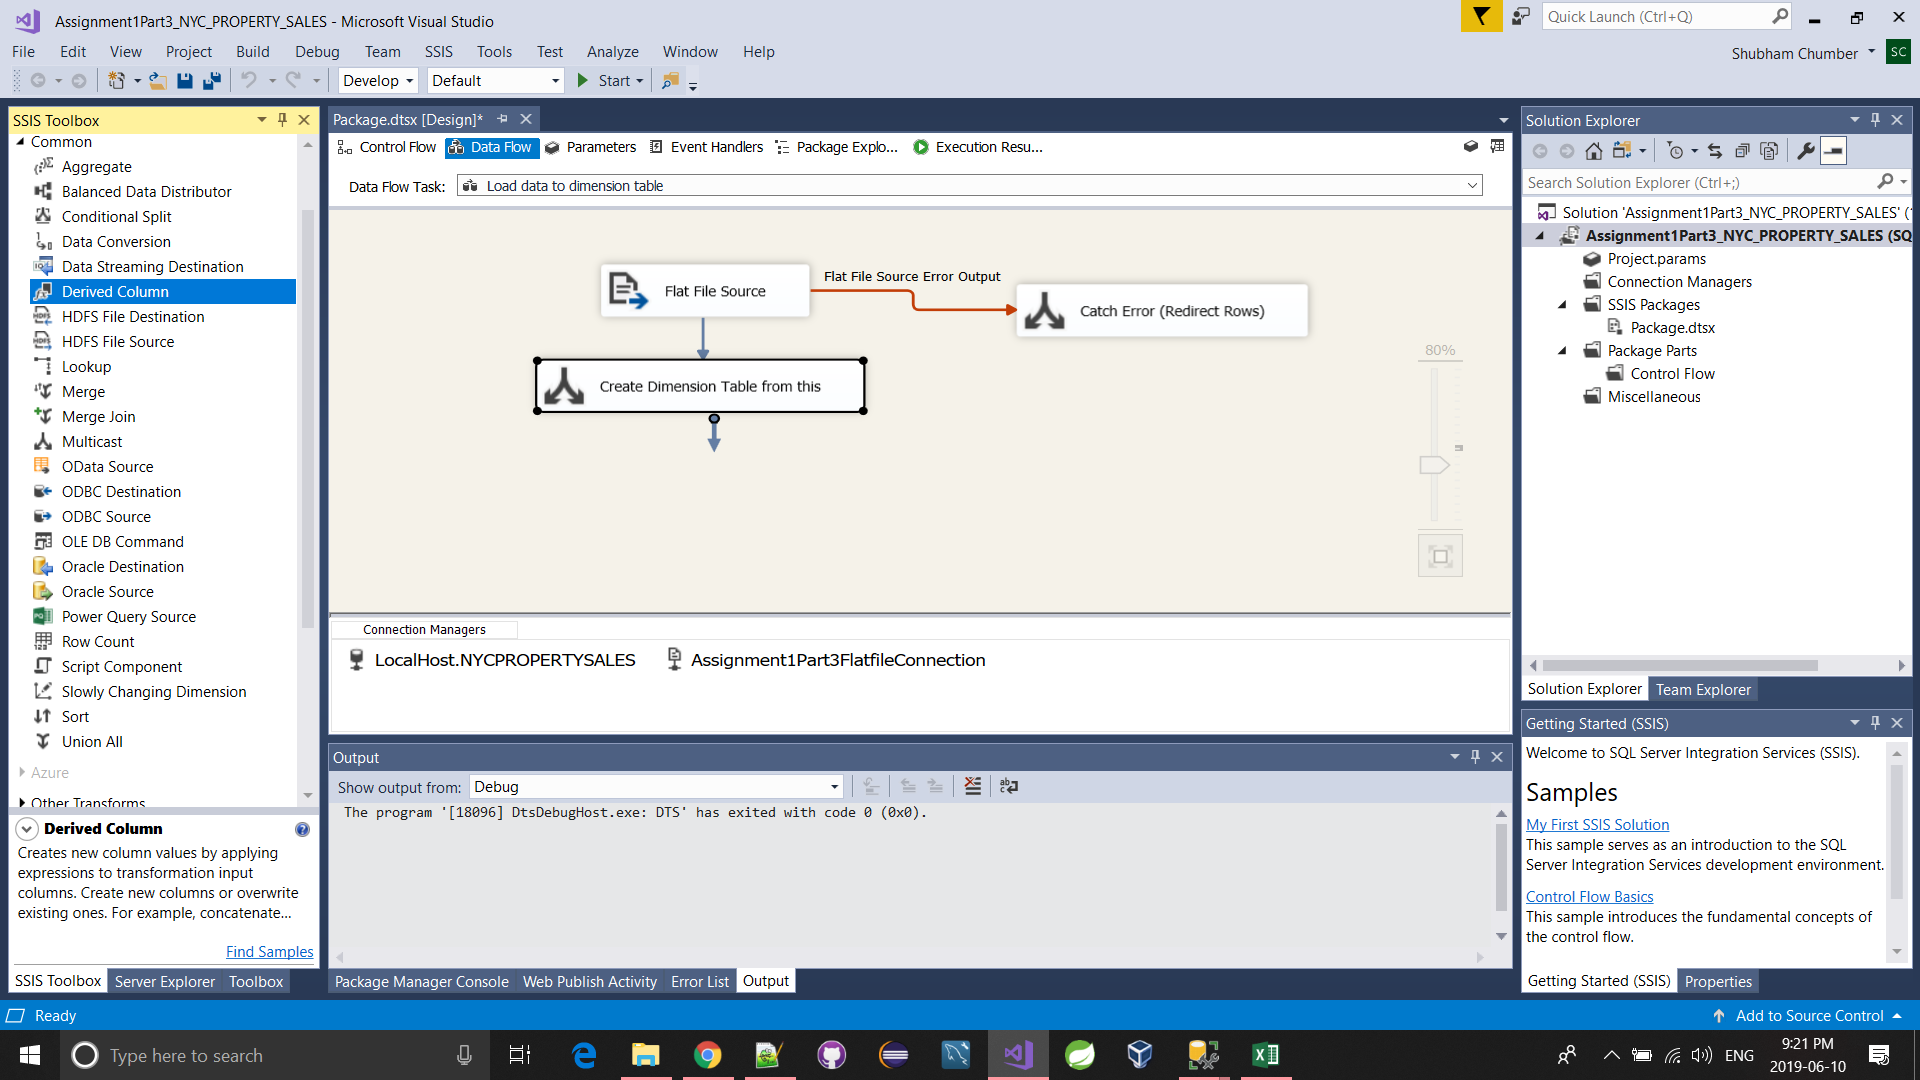 Assignment1Part3_NYC_PROPERTY_SALES - Microsoft Visual Studio
Quick Launch (Ctrl+Q)
File Edit View Project Build Debug Team SSIS Tools Test Analyze Window Help
Shubham Chumber SC
Develop Default Start
SSIS Toolbox
Common
Aggregate
Balanced Data Distributor
Conditional Split
Data Conversion
Data Streaming Destination
Derived Column
HDFS File Destination
HDFS File Source
Lookup
Merge
Merge Join
Multicast
OData Source
ODBC Destination
ODBC Source
OLE DB Command
Oracle Destination
Oracle Source
Power Query Source
Row Count
Script Component
Slowly Changing Dimension
Sort
Union All
Azure
Other Transforms
Derived Column
Creates new column values by applying
expressions to transformation input
columns. Create new columns or overwrite
existing ones. For example, concatenate...
Find Samples
SSIS Toolbox Server Explorer Toolbox
Package.dtsx [Design]*
Control Flow Data Flow Parameters Event Handlers Package Explo... Execution Resu...
Data Flow Task: Load data to dimension table
Flat File Source
Flat File Source Error Output
Catch Error (Redirect Rows)
Create Dimension Table from this
80%
Connection Managers
LocalHost.NYCPROPERTYSALES Assignment1Part3FlatfileConnection
Output
Show output from: Debug
The program '[18096] DtsDebugHost.exe: DTS' has exited with code 0 (0x0).
Package Manager Console Web Publish Activity Error List Output
Solution Explorer
Search Solution Explorer (Ctrl+;)
Solution 'Assignment1Part3_NYC_PROPERTY_SALES' (
Assignment1Part3_NYC_PROPERTY_SALES (SQ
Project.params
Connection Managers
SSIS Packages
Package.dtsx
Package Parts
Control Flow
Miscellaneous
Solution Explorer Team Explorer
Getting Started (SSIS)
Welcome to SQL Server Integration Services (SSIS).
Samples
My First SSIS Solution
This sample serves as an introduction to the SQL
Server Integration Services development environment.
Control Flow Basics
This sample introduces the fundamental concepts of
the control flow.
Getting Started (SSIS) Properties
Ready
Add to Source Control
Type here to search
ENG
9:21 PM
2019-06-10